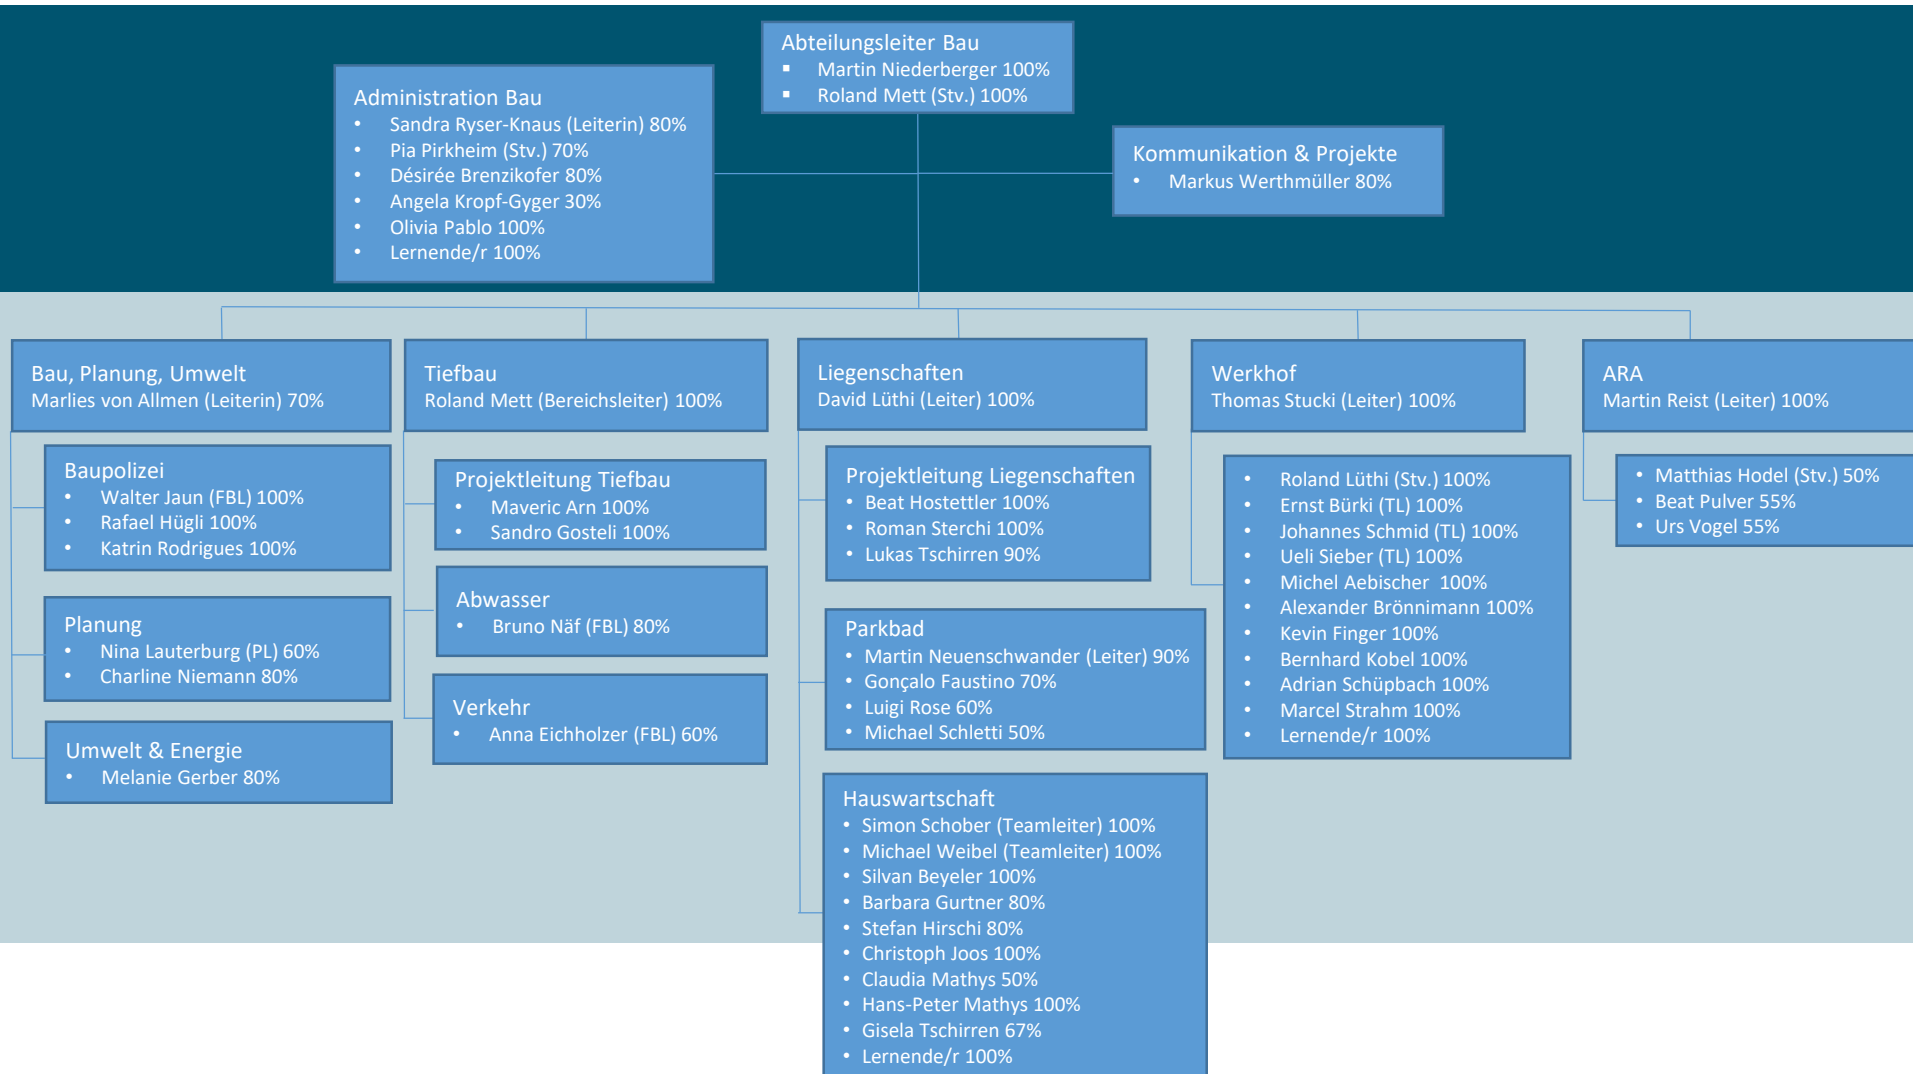 Abteilungsleiter Bau
▪ Martin Niederberger 100%
▪ Roland Mett (Stv.) 100%
Administration Bau
• Sandra Ryser-Knaus (Leiterin) 80%
• Pia Pirkheim (Stv.) 70%
• Désirée Brenzikofer 80%
• Angela Kropf-Gyger 30%
• Olivia Pablo 100%
• Lernende/r 100%
Kommunikation & Projekte
• Markus Werthmüller 80%
Bau, Planung, Umwelt
Marlies von Allmen (Leiterin) 70%
Baupolizei
• Walter Jaun (FBL) 100%
• Rafael Hügli 100%
• Katrin Rodrigues 100%
Planung
• Nina Lauterburg (PL) 60%
• Charline Niemann 80%
Umwelt & Energie
• Melanie Gerber 80%
Tiefbau
Roland Mett (Bereichsleiter) 100%
Projektleitung Tiefbau
• Maveric Arn 100%
• Sandro Gosteli 100%
Abwasser
• Bruno Näf (FBL) 80%
Verkehr
• Anna Eichholzer (FBL) 60%
Liegenschaften
David Lüthi (Leiter) 100%
Projektleitung Liegenschaften
• Beat Hostettler 100%
• Roman Sterchi 100%
• Lukas Tschirren 90%
Parkbad
• Martin Neuenschwander (Leiter) 90%
• Gonçalo Faustino 70%
• Luigi Rose 60%
• Michael Schletti 50%
Hauswartschaft
• Simon Schober (Teamleiter) 100%
• Michael Weibel (Teamleiter) 100%
• Silvan Beyeler 100%
• Barbara Gurtner 80%
• Stefan Hirschi 80%
• Christoph Joos 100%
• Claudia Mathys 50%
• Hans-Peter Mathys 100%
• Gisela Tschirren 67%
• Lernende/r 100%
Werkhof
Thomas Stucki (Leiter) 100%
• Roland Lüthi (Stv.) 100%
• Ernst Bürki (TL) 100%
• Johannes Schmid (TL) 100%
• Ueli Sieber (TL) 100%
• Michel Aebischer 100%
• Alexander Brönnimann 100%
• Kevin Finger 100%
• Bernhard Kobel 100%
• Adrian Schüpbach 100%
• Marcel Strahm 100%
• Lernende/r 100%
ARA
Martin Reist (Leiter) 100%
• Matthias Hodel (Stv.) 50%
• Beat Pulver 55%
• Urs Vogel 55%